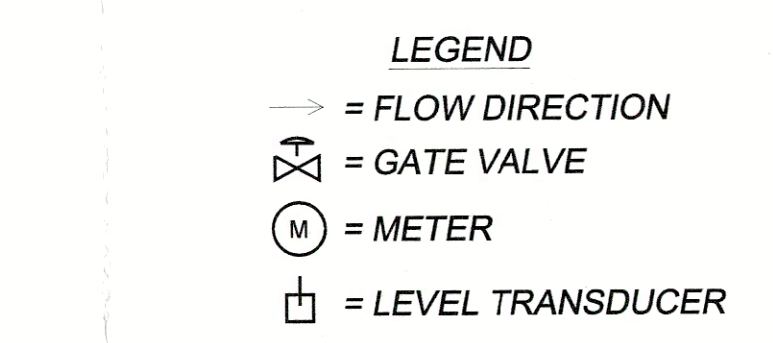 LEGEND
= FLOW DIRECTION
= GATE VALVE
M = METER
= LEVEL TRANSDUCER